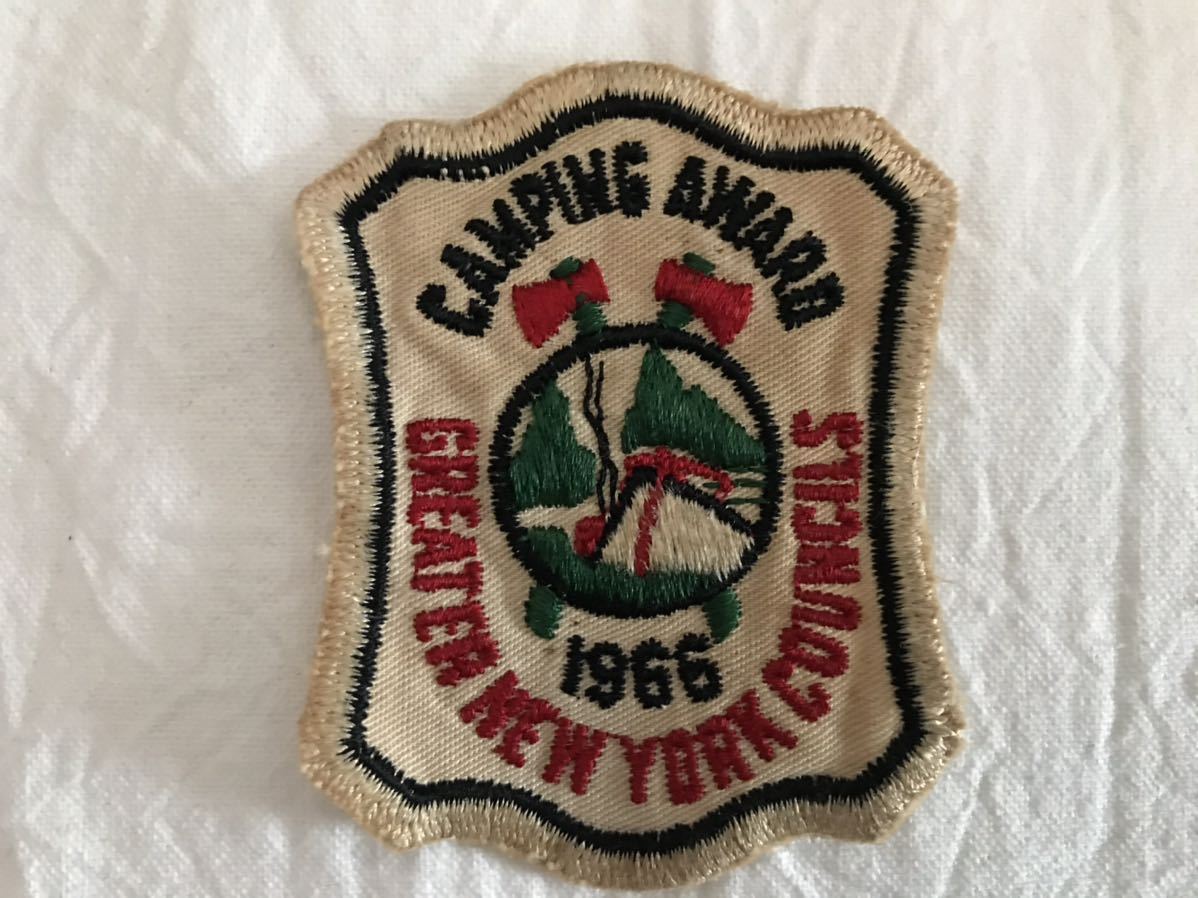 CAMPING AWARD
1966
GREATER NEW YORK COUNCILS